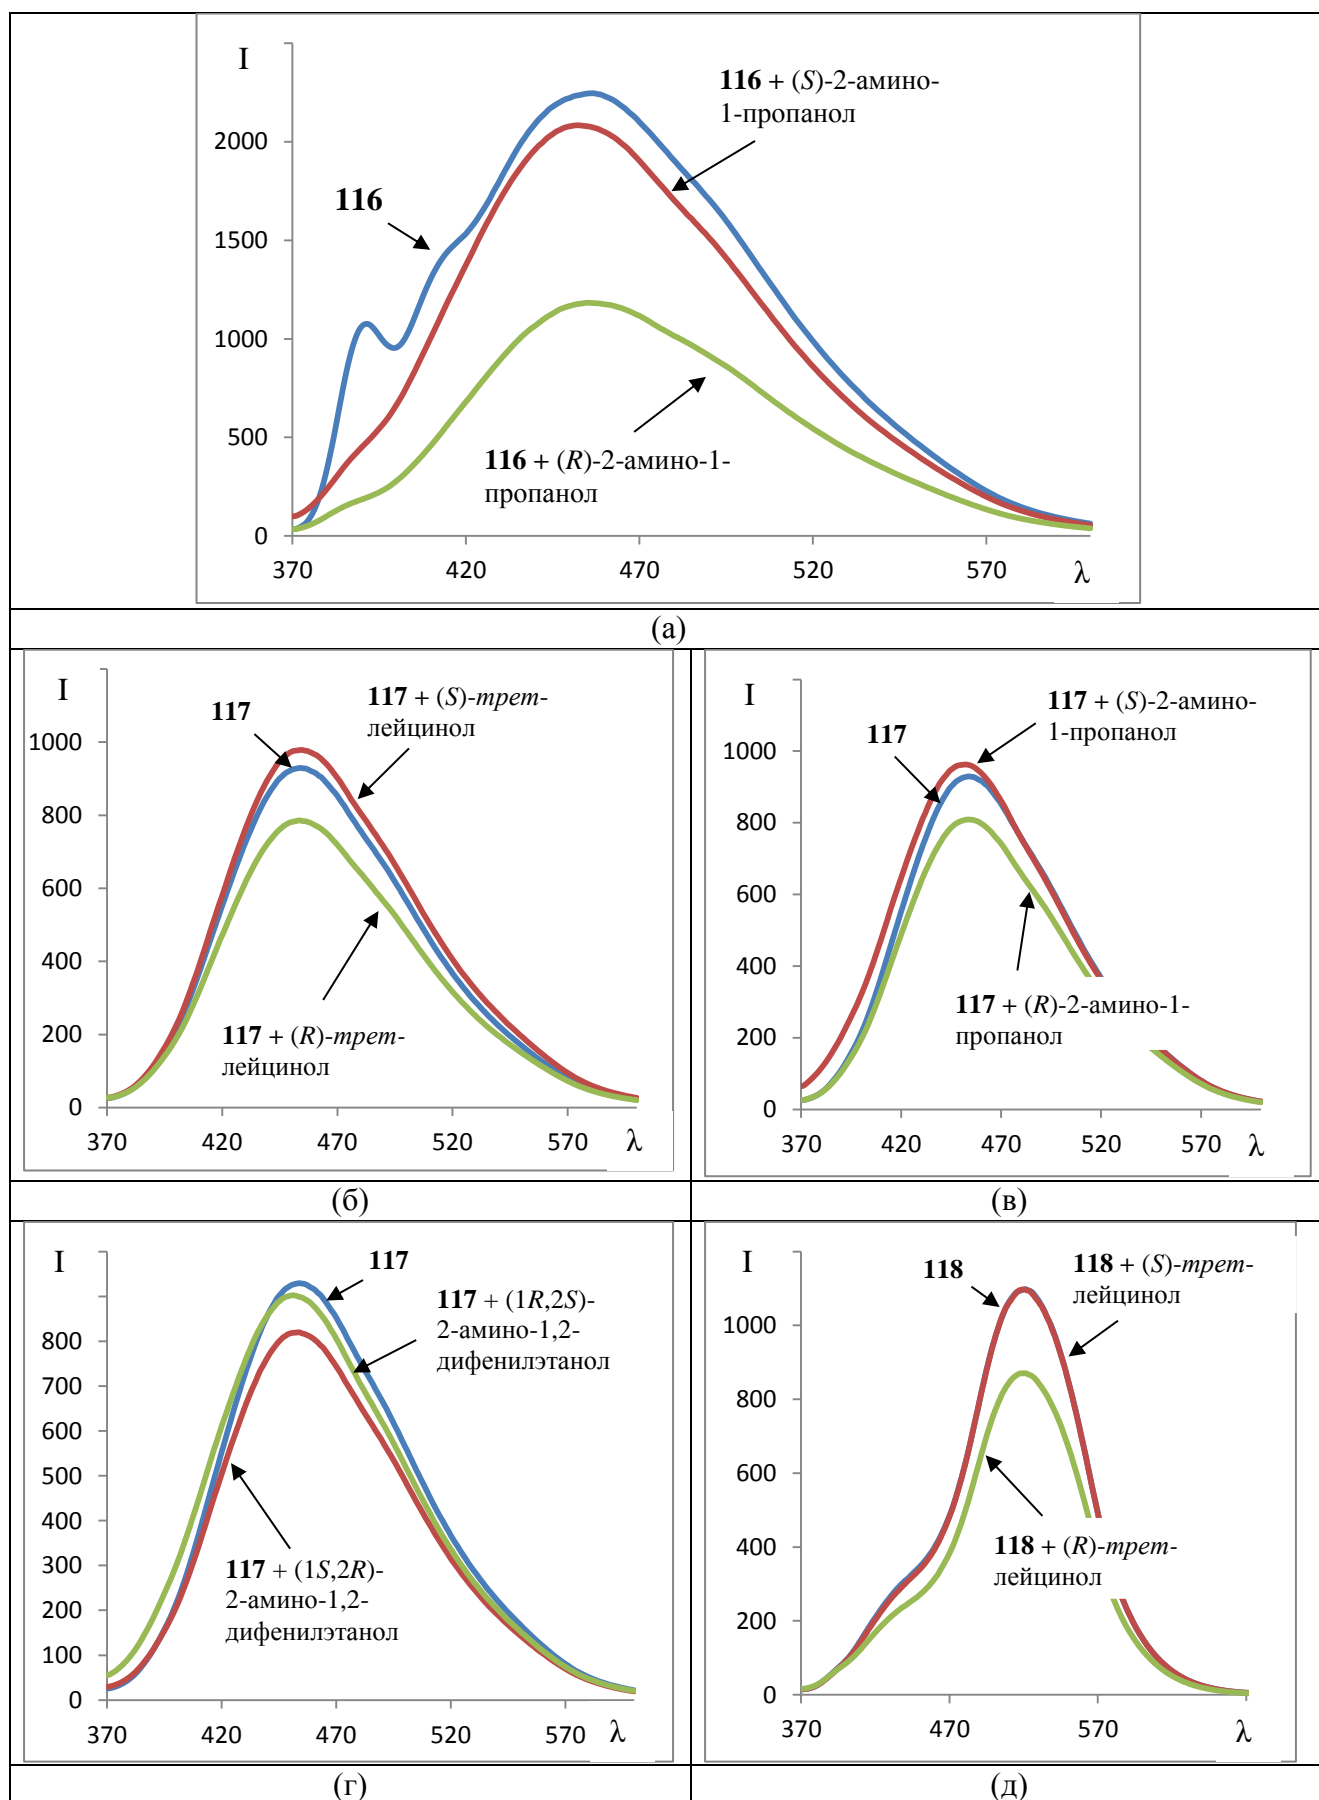 I
2000
1500
1000
500
0
116
116 + (S)-2-амино-
1-пропанол
116 + (R)-2-амино-1-
пропанол
370 420 470 520 570 λ
(а)
I
1000
800
600
400
200
0
117
117 + (S)-трет-
лейцинол
117 + (R)-трет-
лейцинол
370 420 470 520 570 λ
(б)
I
1000
800
600
400
200
0
117
117 + (S)-2-амино-
1-пропанол
117 + (R)-2-амино-1-
пропанол
370 420 470 520 570 λ
(в)
I
800
700
600
500
400
300
200
100
0
117
117 + (1R,2S)-
2-амино-1,2-
дифенилэтанол
117 + (1S,2R)-
2-амино-1,2-
дифенилэтанол
370 420 470 520 570 λ
(г)
I
1000
800
600
400
200
0
118
118 + (S)-трет-
лейцинол
118 + (R)-трет-
лейцинол
370 470 570 λ
(д)